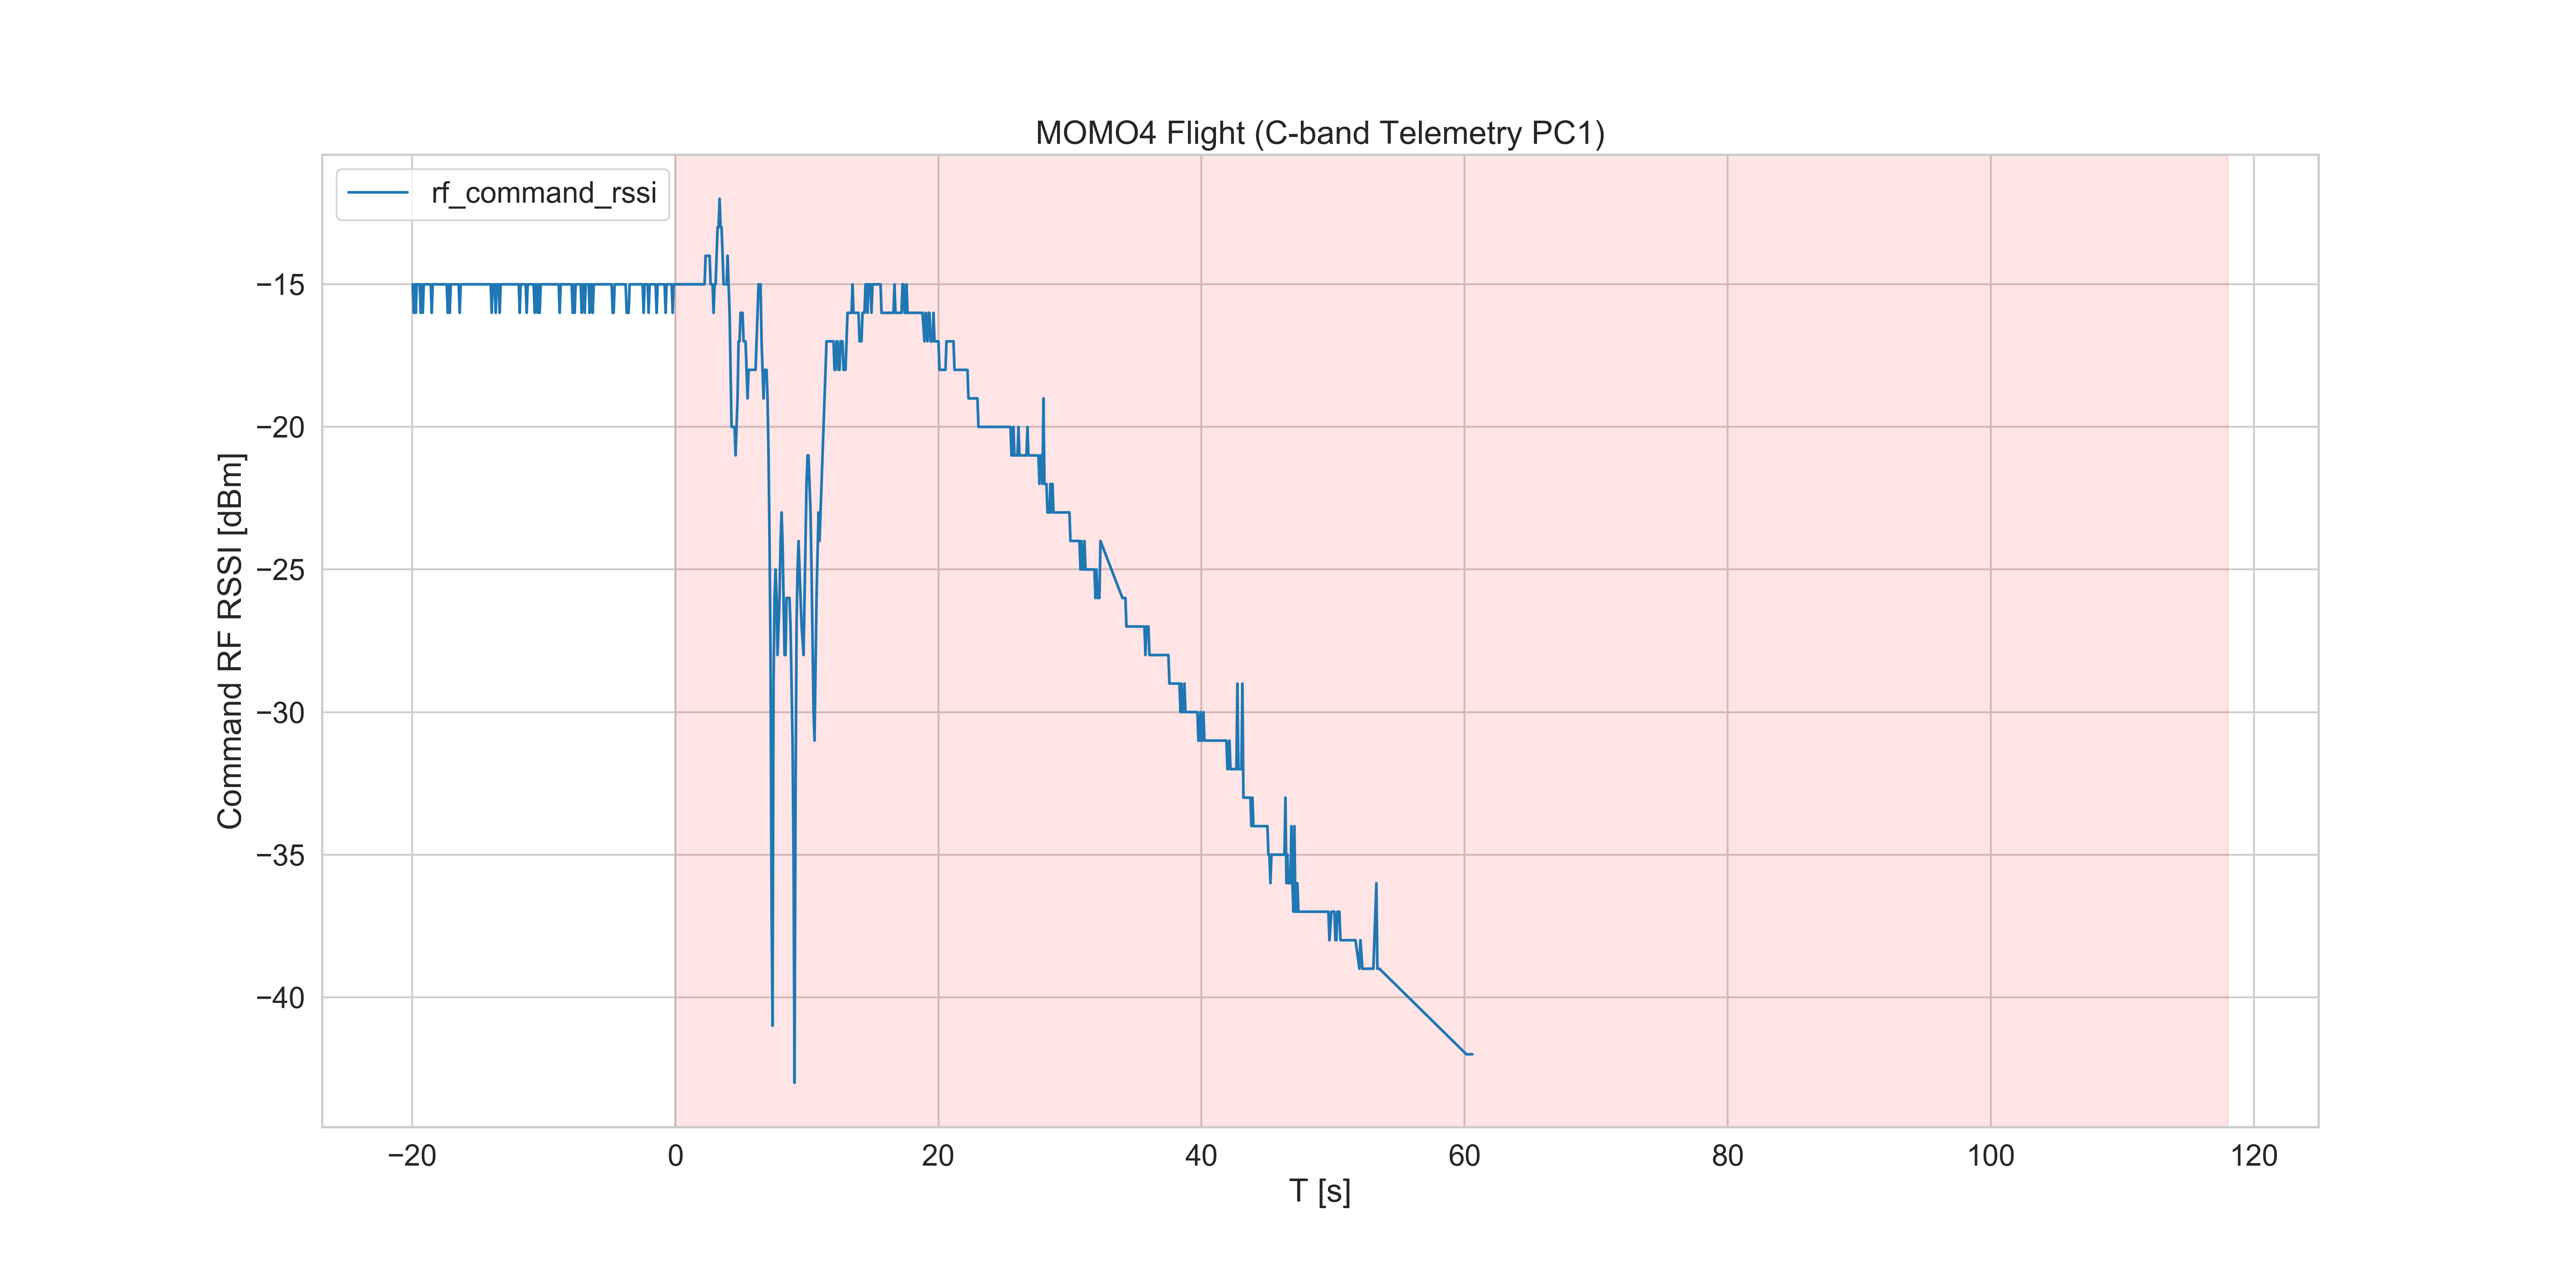 MOMO4 Flight (C-band Telemetry PC1)
rf_command_rssi
Command RF RSSI [dBm]
−15
−20
−25
−30
−35
−40
−20 0 20 40 60 80 100 120
T [s]